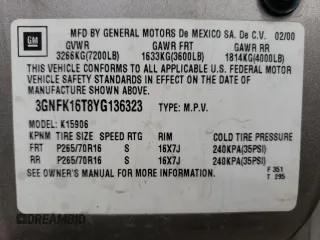 GM
MFD BY GENERAL MOTORS De MEXICO SA. De C.V. 02/00
GVWR GAWR FRT GAWR RR
3266KG(7200LB) 1633KG(3600LB) 1814KG(4000LB)
THIS VEHICLE CONFORMS TO ALL APPLICABLE U.S. FEDERAL
MOTOR VEHICLE SAFETY AND THEFT PREVENTION STANDARDS
IN EFFECT ON THE DATE OF MANUFACTURE SHOWN ABOVE.
3GNFK16T8YG136323 TYPE: M.P.V.
MODEL: K15906
KPNM TIRE SIZE SPEED RTG RIM COLD TIRE PRESSURE
FRT P265/70R16 S 16X7J 240KPA(35PSI)
RR P265/70R16 S 16X7J 240KPA(35PSI)
SEE OWNER'S MANUAL FOR MORE INFORMATION.
F 351
T 295
DREAMBID